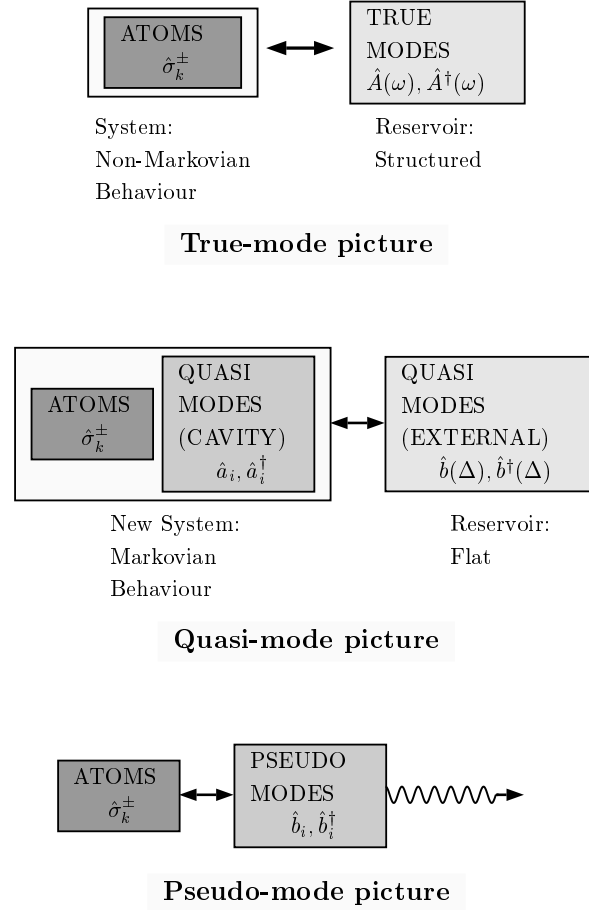 ATOMS
σ̂ₖ±
TRUE
MODES
Â(ω), Â†(ω)
System:
Non-Markovian
Behaviour
Reservoir:
Structured
True-mode picture
ATOMS
σ̂ₖ±
QUASI
MODES
(CAVITY)
âᵢ, âᵢ†
QUASI
MODES
(EXTERNAL)
b̂(Δ), b̂†(Δ)
New System:
Markovian
Behaviour
Reservoir:
Flat
Quasi-mode picture
ATOMS
σ̂ₖ±
PSEUDO
MODES
b̂ᵢ, b̂ᵢ†
Pseudo-mode picture